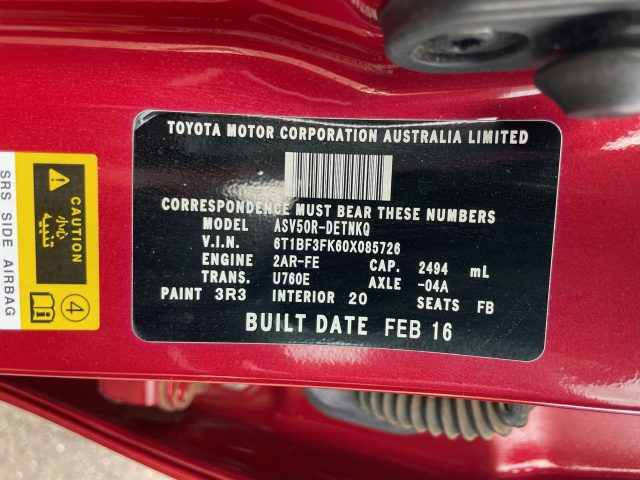 TOYOTA MOTOR CORPORATION AUSTRALIA LIMITED
CORRESPONDENCE MUST BEAR THESE NUMBERS
MODEL ASV50R-DETNKQ
V.I.N. 6T1BF3FK60X085726
ENGINE 2AR-FE CAP. 2494 mL
TRANS. U760E AXLE -04A
PAINT 3R3 INTERIOR 20 SEATS FB
BUILT DATE FEB 16
CAUTION
注意
تنبيه
SRS SIDE AIRBAG
4